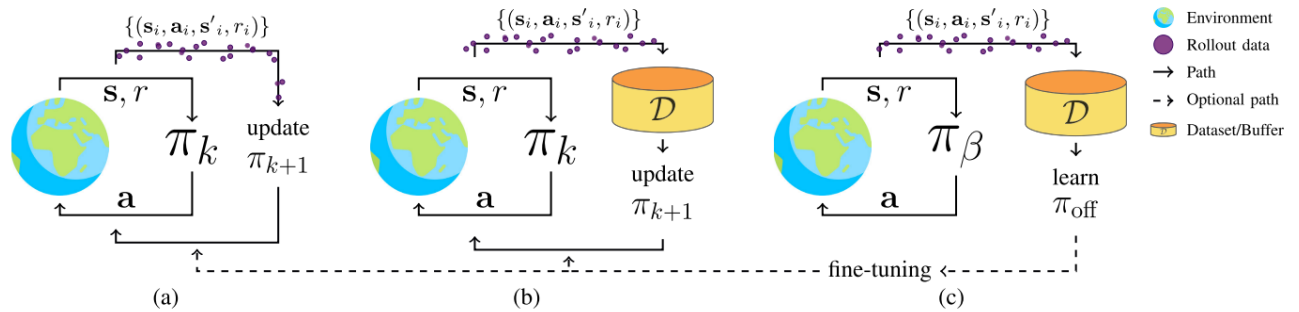 {(s_i, a_i, s'_i, r_i)}
s, r
π_k
a
update
π_{k+1}
(a)
{(s_i, a_i, s'_i, r_i)}
s, r
π_k
a
𝒟
update
π_{k+1}
(b)
{(s_i, a_i, s'_i, r_i)}
s, r
π_β
a
𝒟
learn
π_off
fine-tuning
(c)
Environment
Rollout data
Path
Optional path
𝒟 Dataset/Buffer